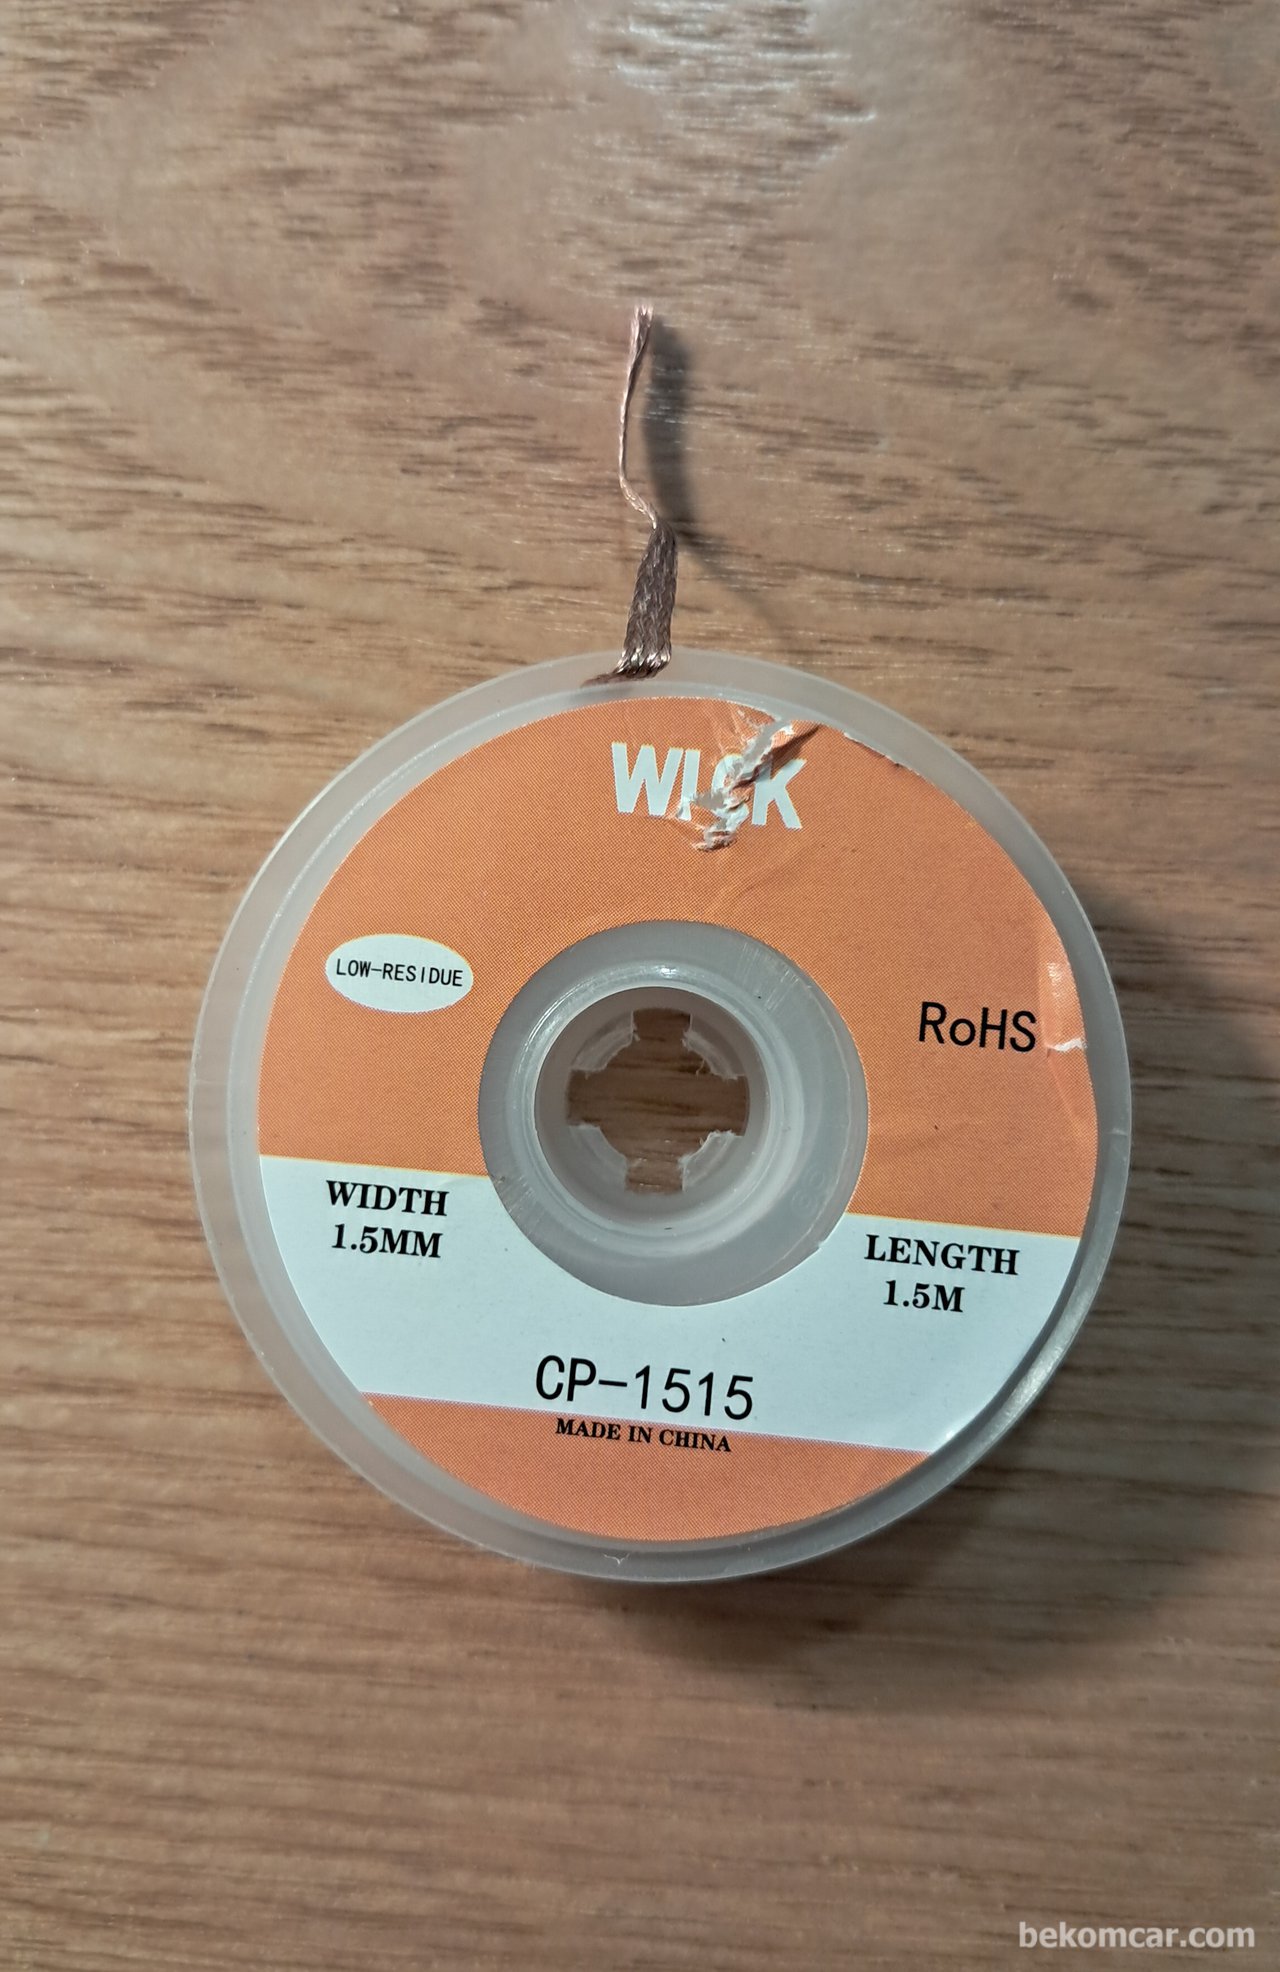 WICK
LOW-RESIDUE
RoHS
WIDTH
1.5MM
LENGTH
1.5M
CP-1515
MADE IN CHINA
bekomcar.com